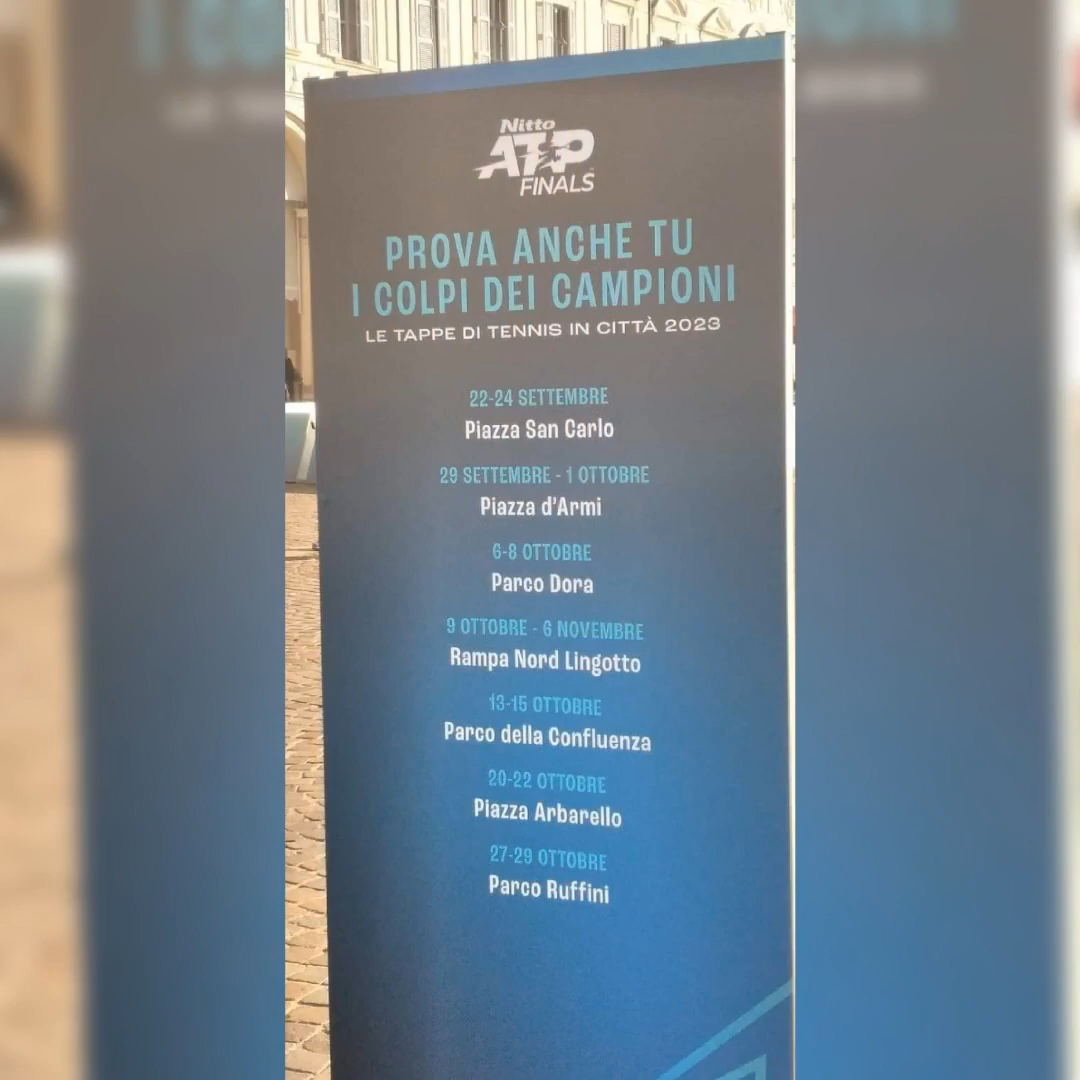 Nitto
ATP
FINALS
PROVA ANCHE TU
I COLPI DEI CAMPIONI
LE TAPPE DI TENNIS IN CITTÀ 2023
22-24 SETTEMBRE
Piazza San Carlo
29 SETTEMBRE - 1 OTTOBRE
Piazza d'Armi
6-8 OTTOBRE
Parco Dora
9 OTTOBRE - 6 NOVEMBRE
Rampa Nord Lingotto
13-15 OTTOBRE
Parco della Confluenza
20-22 OTTOBRE
Piazza Arbarello
27-29 OTTOBRE
Parco Ruffini